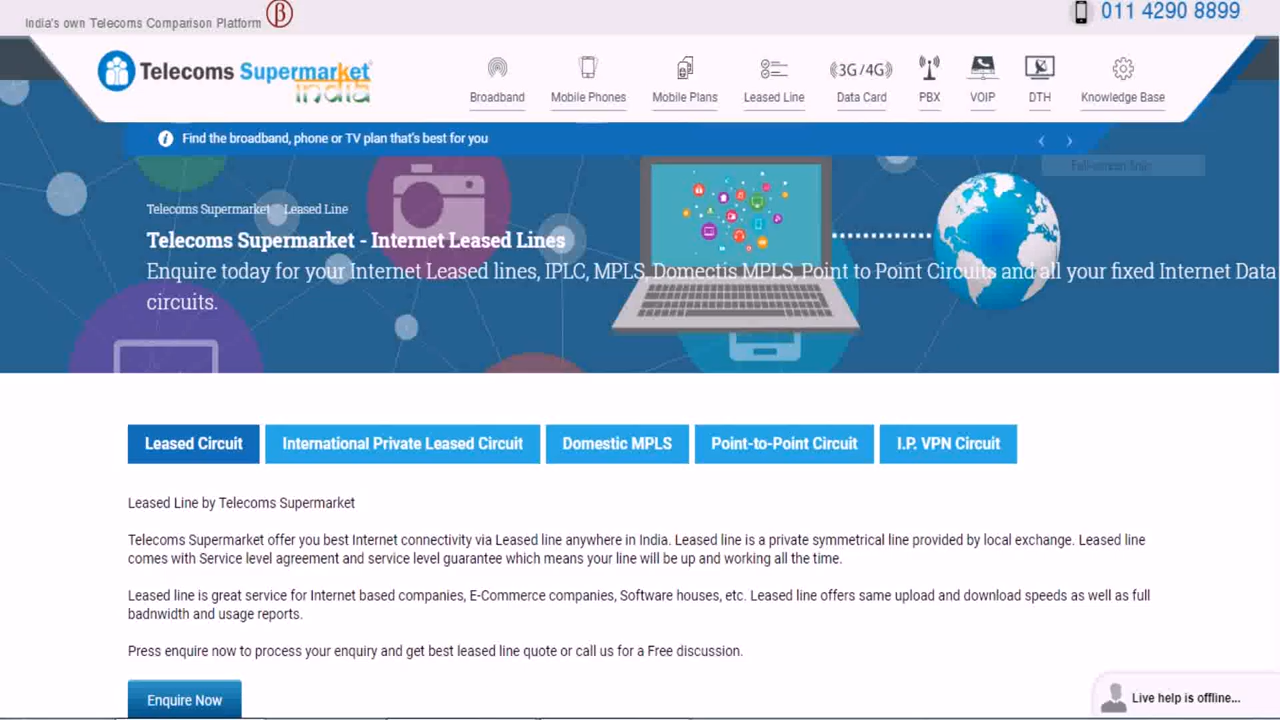 India's own Telecoms Comparison Platform β
011 4290 8899
Telecoms Supermarket
india
Broadband
Mobile Phones
Mobile Plans
Leased Line
3G/4G
Data Card
PBX
VOIP
DTH
Knowledge Base
Find the broadband, phone or TV plan that's best for you
Telecoms Supermarket Leased Line
Telecoms Supermarket - Internet Leased Lines
Enquire today for your Internet Leased lines, IPLC, MPLS, Domectis MPLS, Point to Point Circuits and all your fixed Internet Data
circuits.
Leased Circuit
International Private Leased Circuit
Domestic MPLS
Point-to-Point Circuit
I.P. VPN Circuit
Leased Line by Telecoms Supermarket
Telecoms Supermarket offer you best Internet connectivity via Leased line anywhere in India. Leased line is a private symmetrical line provided by local exchange. Leased line
comes with Service level agreement and service level guarantee which means your line will be up and working all the time.
Leased line is great service for Internet based companies, E-Commerce companies, Software houses, etc. Leased line offers same upload and download speeds as well as full
badnwidth and usage reports.
Press enquire now to process your enquiry and get best leased line quote or call us for a Free discussion.
Enquire Now
Live help is offline...